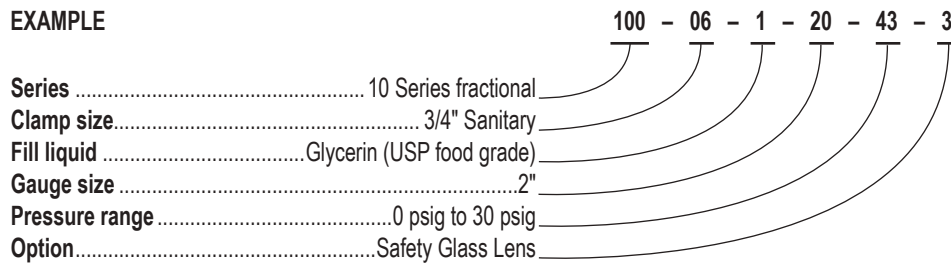 EXAMPLE 100 – 06 – 1 – 20 – 43 – 3
Series ................................................ 10 Series fractional
Clamp size................................................... 3/4" Sanitary
Fill liquid .................................Glycerin (USP food grade)
Gauge size ..................................................................2"
Pressure range .......................................0 psig to 30 psig
Option..................................................Safety Glass Lens